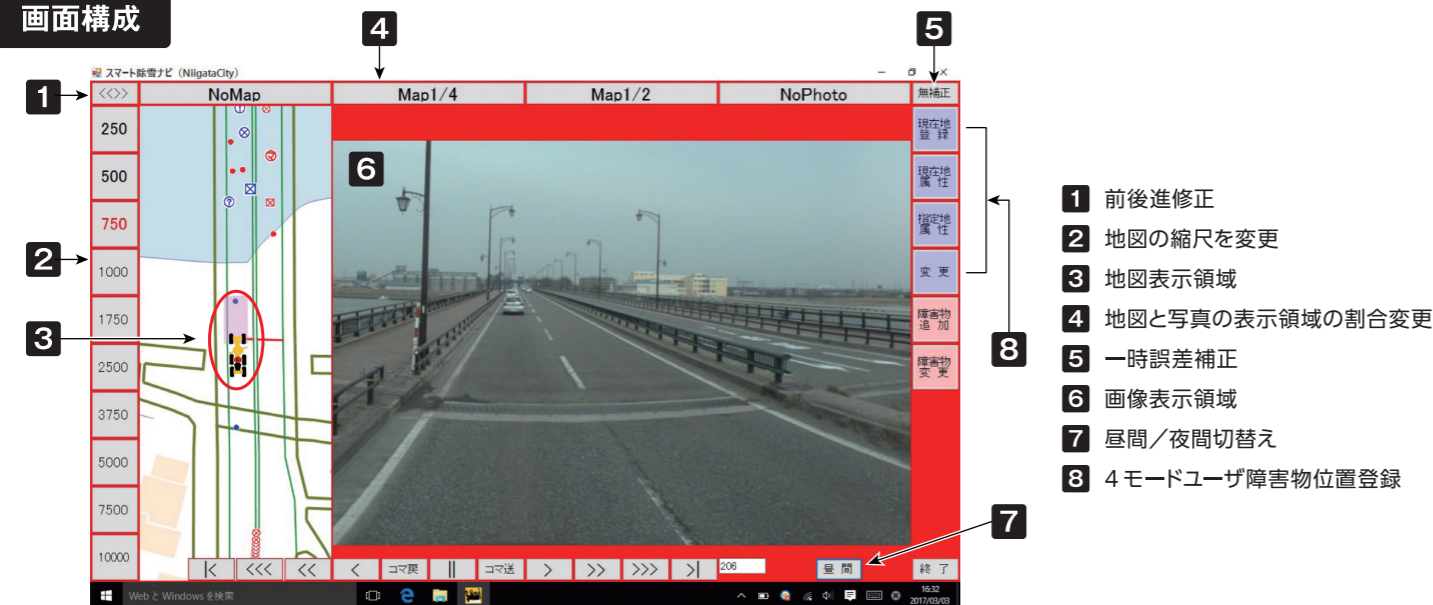 画面構成
4
5
スマート除雪ナビ（NiigataCity）
1
<<>>
NoMap
Map1/4
Map1/2
NoPhoto
無補正
250
500
750
1000
1750
2500
3750
5000
7500
10000
2
3
6
現在地
登 録
現在地
属 性
指定地
属 性
変 更
障害物
追 加
障害物
変 更
8
7
|<
<<<
<<
<
コマ戻
||
コマ送
>
>>
>>>
>|
206
昼 間
終 了
Web と Windows を検索
16:32
2017/03/03
1 前後進修正
2 地図の縮尺を変更
3 地図表示領域
4 地図と写真の表示領域の割合変更
5 一時誤差補正
6 画像表示領域
7 昼間／夜間切替え
8 4モードユーザ障害物位置登録